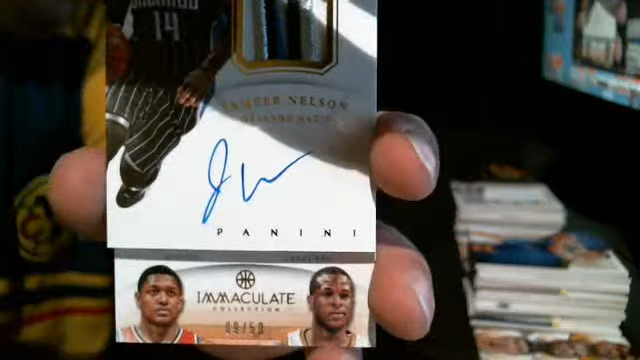 14
JAMEER NELSON
ORLANDO MAGIC
PANINI
IMMACULATE
COLLECTION
09/50